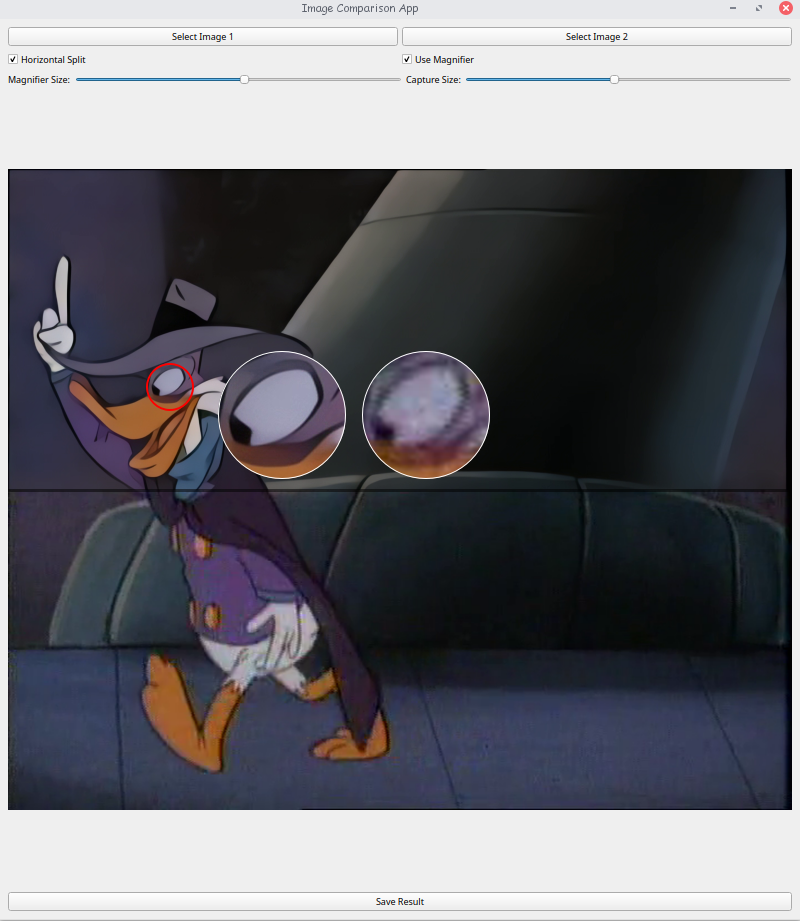 Image Comparison App
Select Image 1
Select Image 2
Horizontal Split
Use Magnifier
Magnifier Size:
Capture Size:
Save Result